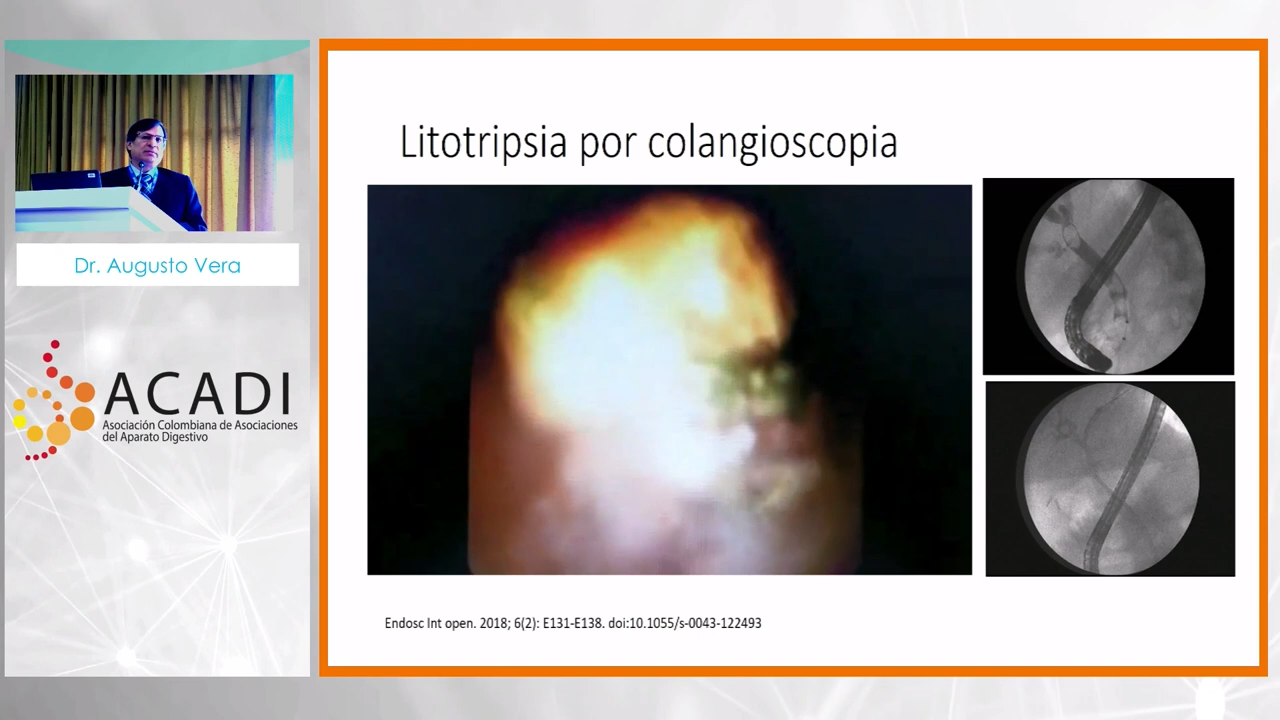 Dr. Augusto Vera
ACADI
Asociación Colombiana de Asociaciones
del Aparato Digestivo
Litotripsia por colangioscopia
Endosc Int open. 2018; 6(2): E131-E138. doi:10.1055/s-0043-122493